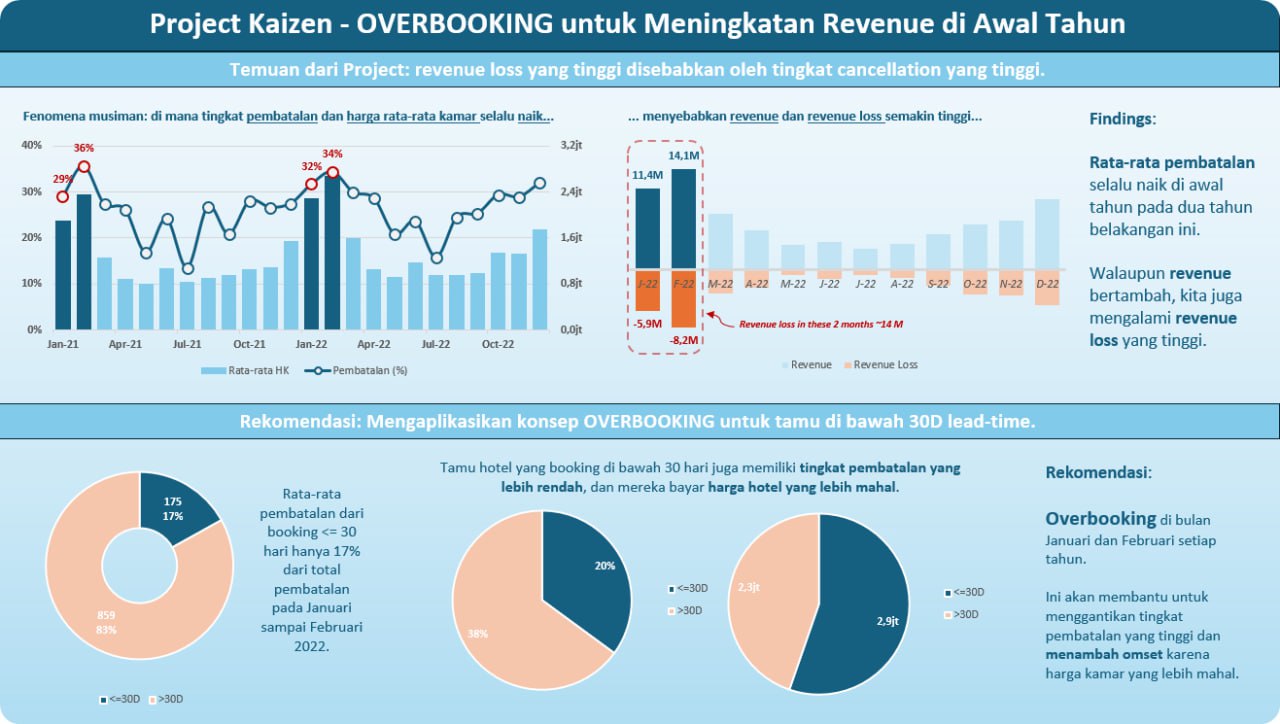 Project Kaizen - OVERBOOKING untuk Meningkatan Revenue di Awal Tahun
Temuan dari Project: revenue loss yang tinggi disebabkan oleh tingkat cancellation yang tinggi.
Fenomena musiman: di mana tingkat pembatalan dan harga rata-rata kamar selalu naik...
40%
30%
20%
10%
0%
36%
29%
32%
34%
3,2jt
2,4jt
1,6jt
0,8jt
0,0jt
Jan-21 Apr-21 Jul-21 Oct-21 Jan-22 Apr-22 Jul-22 Oct-22
Rata-rata HK Pembatalan (%)
... menyebabkan revenue dan revenue loss semakin tinggi...
14,1M
11,4M
J-22 F-22 M-22 A-22 M-22 J-22 J-22 A-22 S-22 O-22 N-22 D-22
-5,9M
-8,2M
Revenue loss in these 2 months ~14 M
Revenue Revenue Loss
Findings:
Rata-rata pembatalan
selalu naik di awal
tahun pada dua tahun
belakangan ini.
Walaupun revenue
bertambah, kita juga
mengalami revenue
loss yang tinggi.
Rekomendasi: Mengaplikasikan konsep OVERBOOKING untuk tamu di bawah 30D lead-time.
175
17%
859
83%
<=30D >30D
Rata-rata
pembatalan dari
booking <= 30
hari hanya 17%
dari total
pembatalan
pada Januari
sampai Februari
2022.
Tamu hotel yang booking di bawah 30 hari juga memiliki tingkat pembatalan yang
lebih rendah, dan mereka bayar harga hotel yang lebih mahal.
20%
38%
<=30D
>30D
2,3jt
2,9jt
<=30D
>30D
Rekomendasi:
Overbooking di bulan
Januari dan Februari setiap
tahun.
Ini akan membantu untuk
menggantikan tingkat
pembatalan yang tinggi dan
menambah omset karena
harga kamar yang lebih mahal.